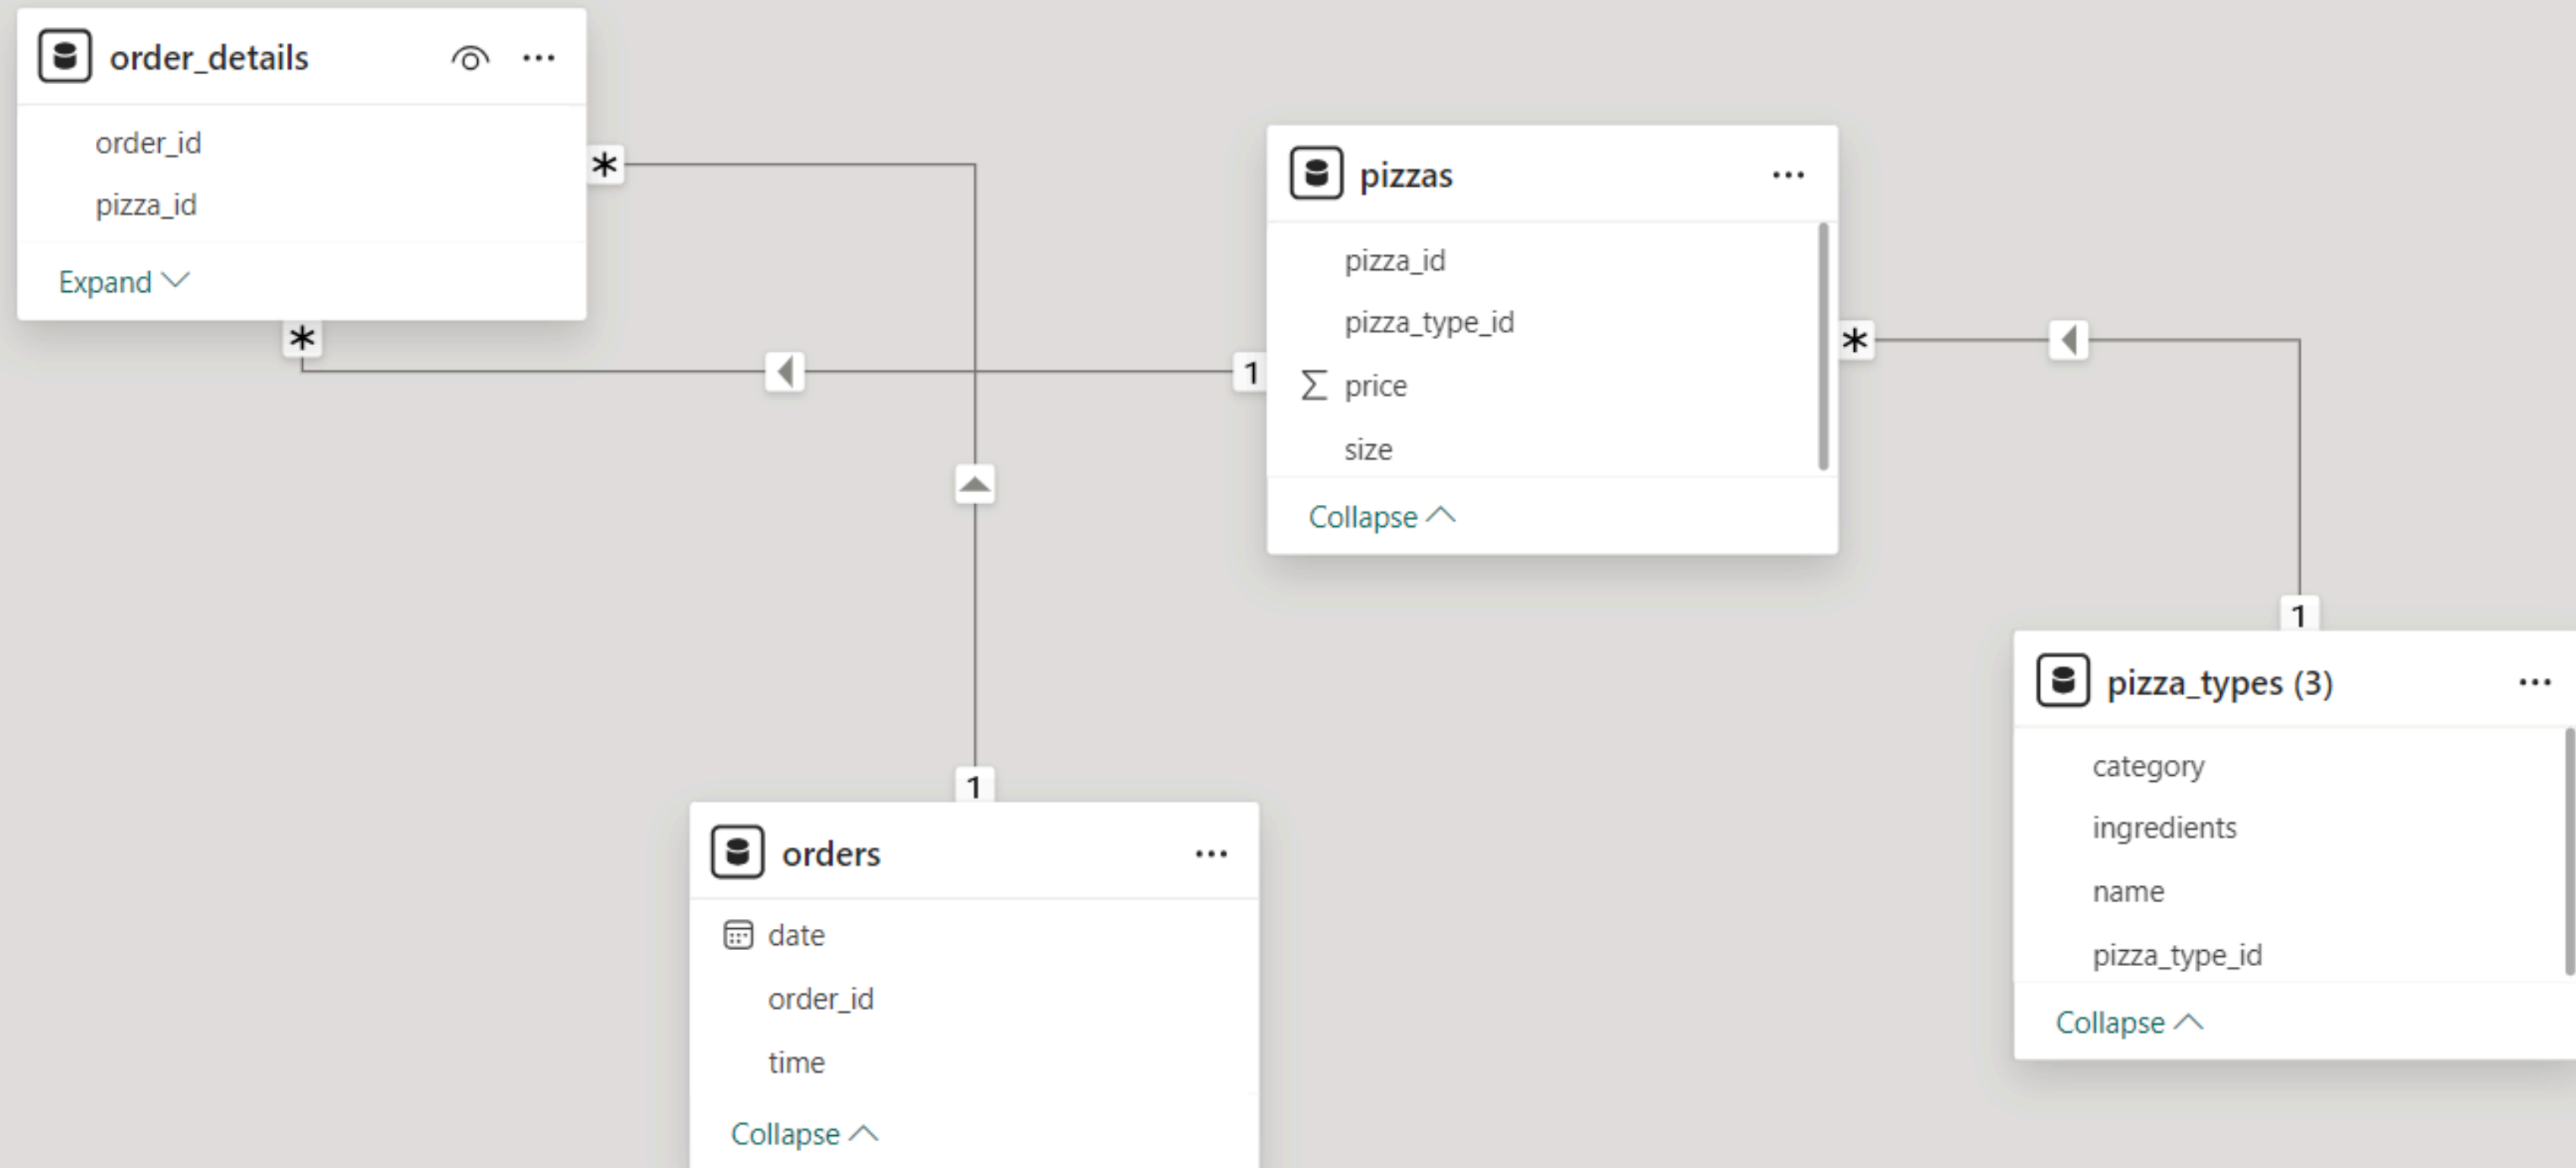 order_details
order_id
pizza_id
Expand
*
*
1
pizzas
pizza_id
pizza_type_id
Σ price
size
Collapse
*
1
pizza_types (3)
category
ingredients
name
pizza_type_id
Collapse
1
orders
date
order_id
time
Collapse